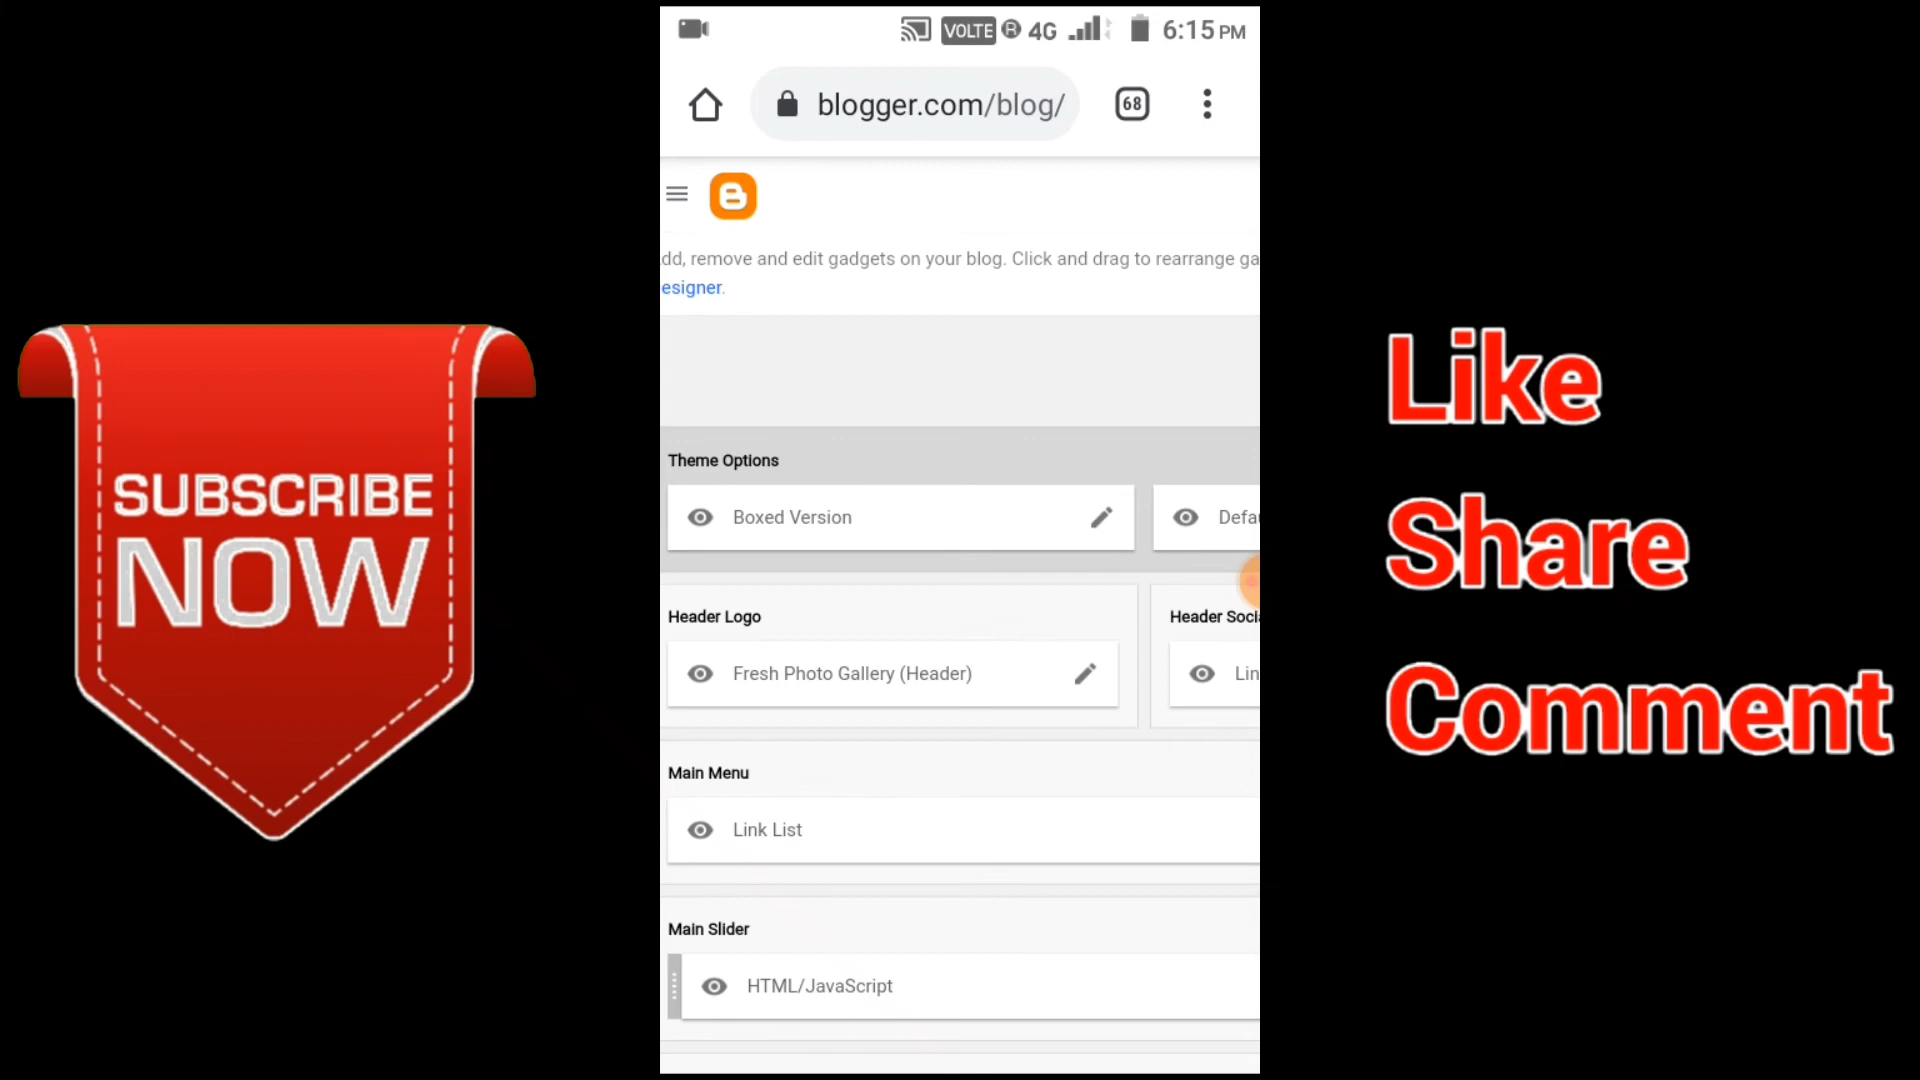 VOLTE R 4G 6:15 PM
blogger.com/blog/
68
dd, remove and edit gadgets on your blog. Click and drag to rearrange ga
esigner.
Theme Options
Boxed Version
Defau
Header Logo
Header Soci
Fresh Photo Gallery (Header)
Lin
Main Menu
Link List
Main Slider
HTML/JavaScript
SUBSCRIBE
NOW
Like
Share
Comment